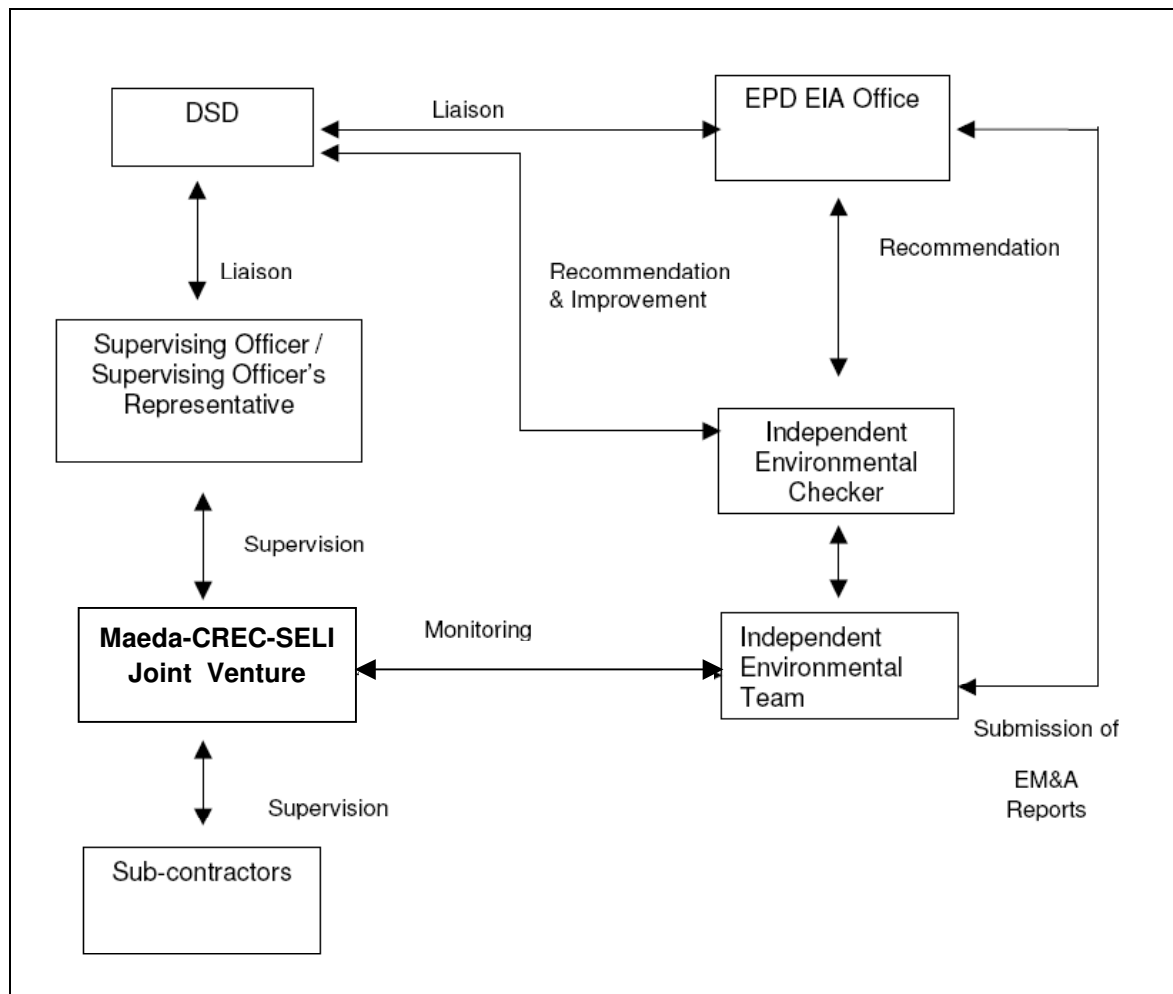 DSD
Liaison
EPD EIA Office
Liaison
Recommendation
& Improvement
Recommendation
Supervising Officer /
Supervising Officer's
Representative
Independent
Environmental
Checker
Supervision
Maeda-CREC-SELI
Joint Venture
Monitoring
Independent
Environmental
Team
Submission of
EM&A
Reports
Supervision
Sub-contractors